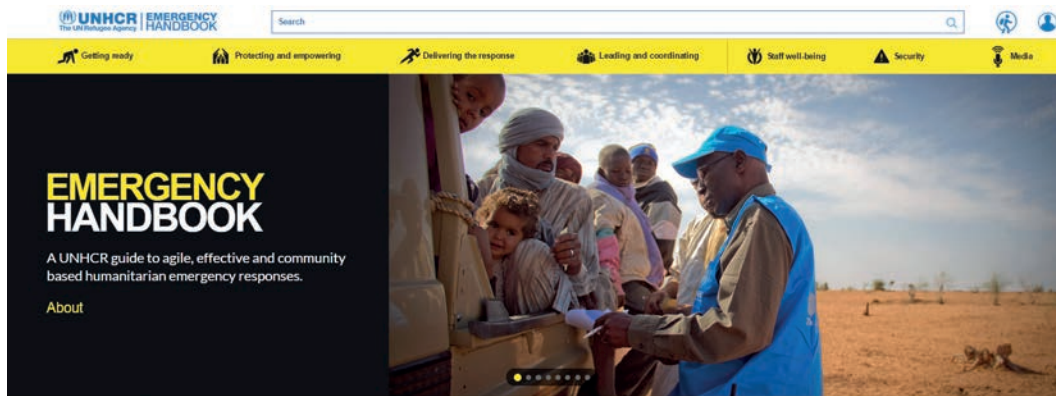 UNHCR
The UN Refugee Agency
EMERGENCY
HANDBOOK
Search
Getting ready
Protecting and empowering
Delivering the response
Leading and coordinating
Staff well-being
Security
Media
EMERGENCY
HANDBOOK
A UNHCR guide to agile, effective and community
based humanitarian emergency responses.
About